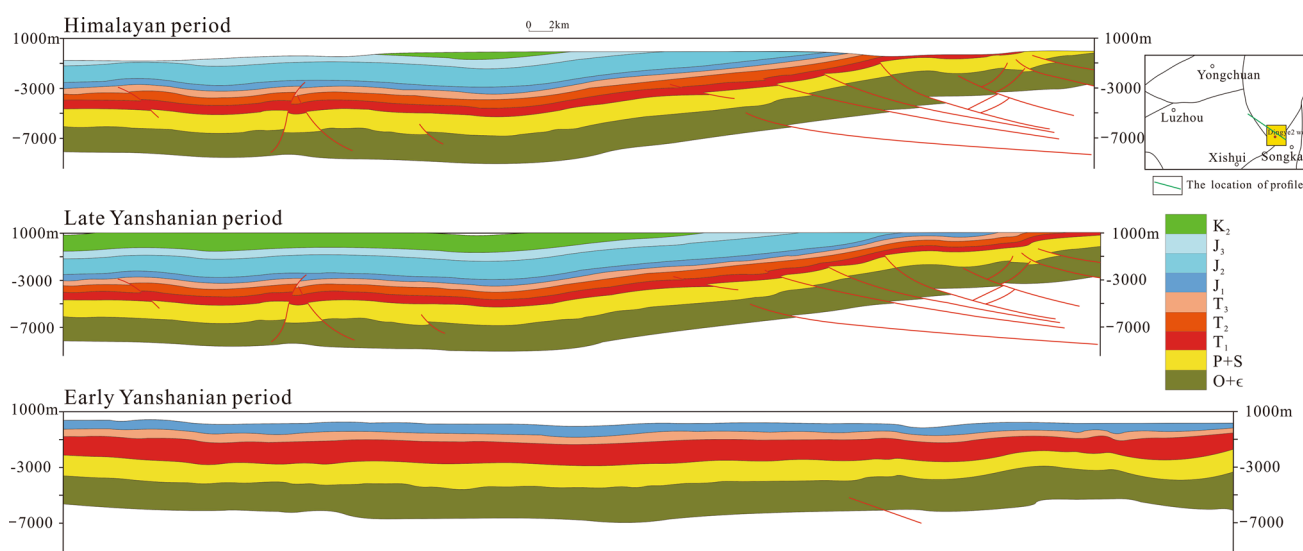 Himalayan period
0 2km
1000m
-3000
-7000
1000m
-3000
-7000
Yongchuan
Luzhou
Dingye2 w
Xishui
Songka
The location of profile
Late Yanshanian period
1000m
-3000
-7000
1000m
-3000
-7000
K₂
J₃
J₂
J₁
T₃
T₂
T₁
P+S
O+ϵ
Early Yanshanian period
1000m
-3000
-7000
1000m
-3000
-7000